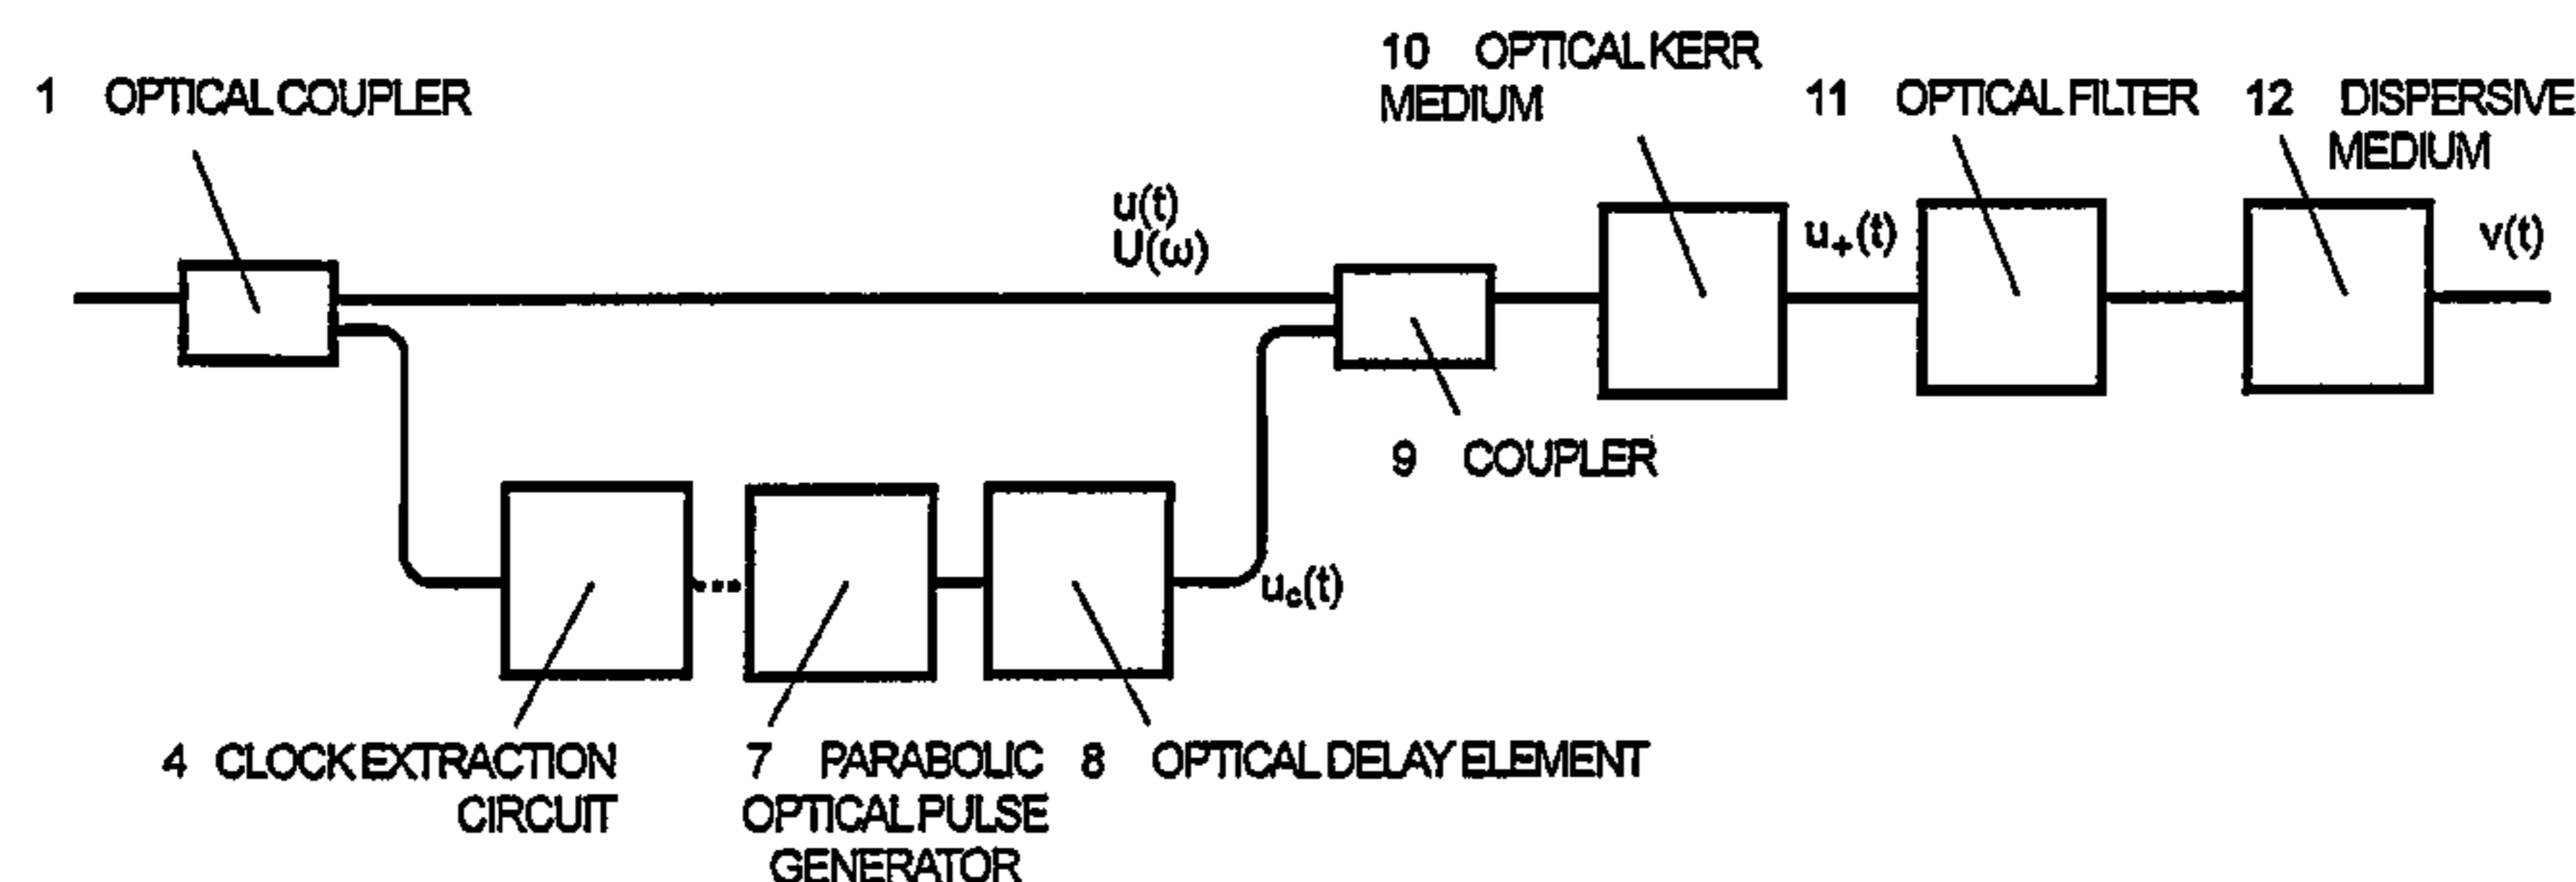 10 OPTICAL KERR
MEDIUM
1 OPTICAL COUPLER
11 OPTICAL FILTER
12 DISPERSIVE
MEDIUM
u(t)
U(ω)
u₊(t)
v(t)
9 COUPLER
u_c(t)
4 CLOCK EXTRACTION
CIRCUIT
7 PARABOLIC
OPTICAL PULSE
GENERATOR
8 OPTICAL DELAY ELEMENT